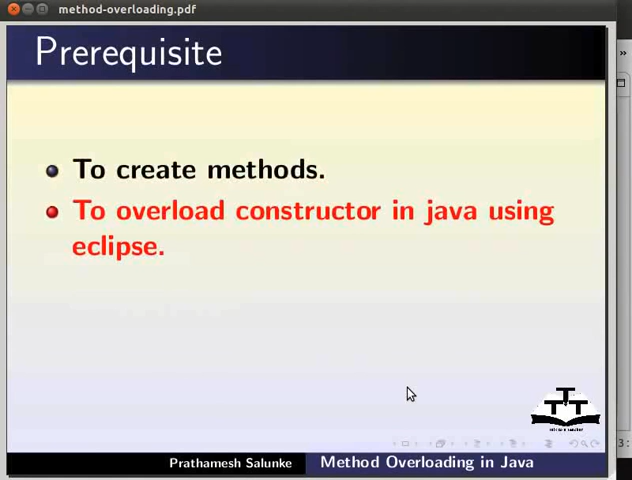 method-overloading.pdf
Prerequisite
To create methods.
To overload constructor in java using
eclipse.
Prathamesh Salunke
Method Overloading in Java